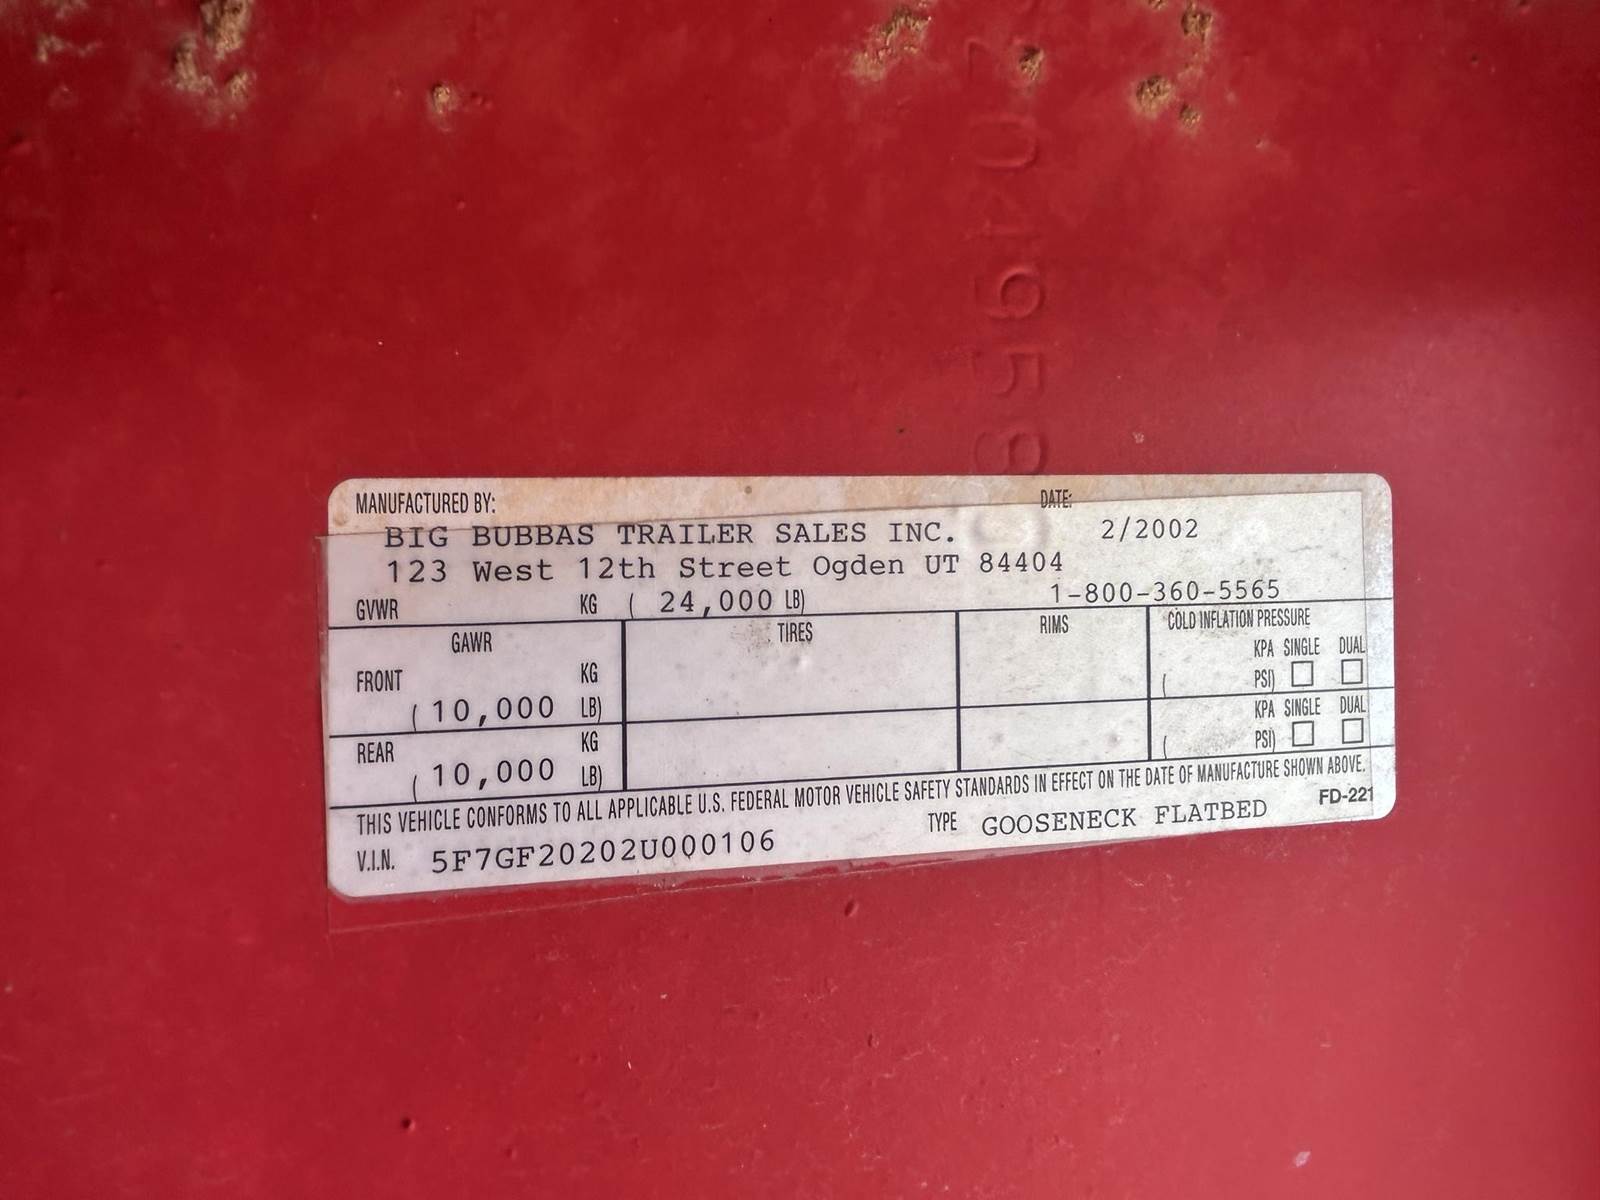 204958
MANUFACTURED BY: DATE:
BIG BUBBAS TRAILER SALES INC. 2/2002
123 West 12th Street Ogden UT 84404
GVWR KG ( 24,000 LB) 1-800-360-5565
GAWR TIRES RIMS COLD INFLATION PRESSURE
FRONT KG KPA SINGLE DUAL
( 10,000 LB) ( PSI)
REAR KG KPA SINGLE DUAL
( 10,000 LB) ( PSI)
THIS VEHICLE CONFORMS TO ALL APPLICABLE U.S. FEDERAL MOTOR VEHICLE SAFETY STANDARDS IN EFFECT ON THE DATE OF MANUFACTURE SHOWN ABOVE.
V.I.N. 5F7GF20202U000106 TYPE GOOSENECK FLATBED FD-221